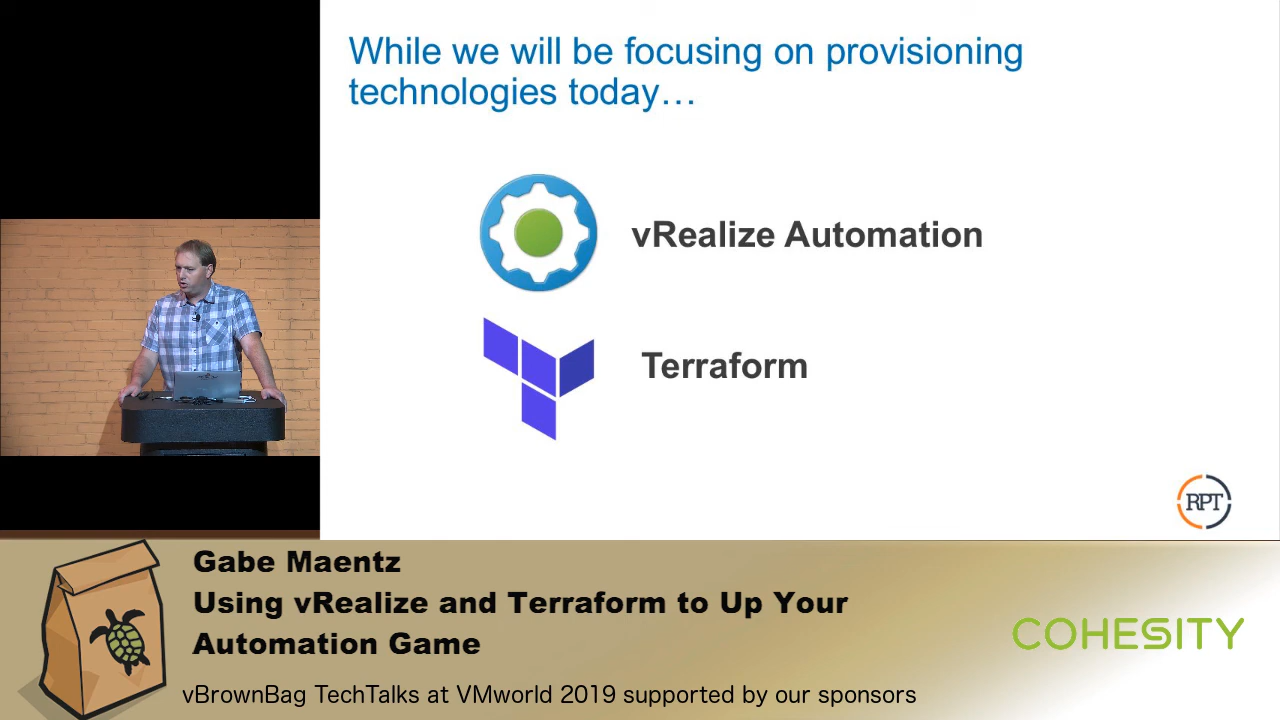 While we will be focusing on provisioning
technologies today…
vRealize Automation
Terraform
RPT
Gabe Maentz
Using vRealize and Terraform to Up Your
Automation Game
COHESITY
vBrownBag TechTalks at VMworld 2019 supported by our sponsors